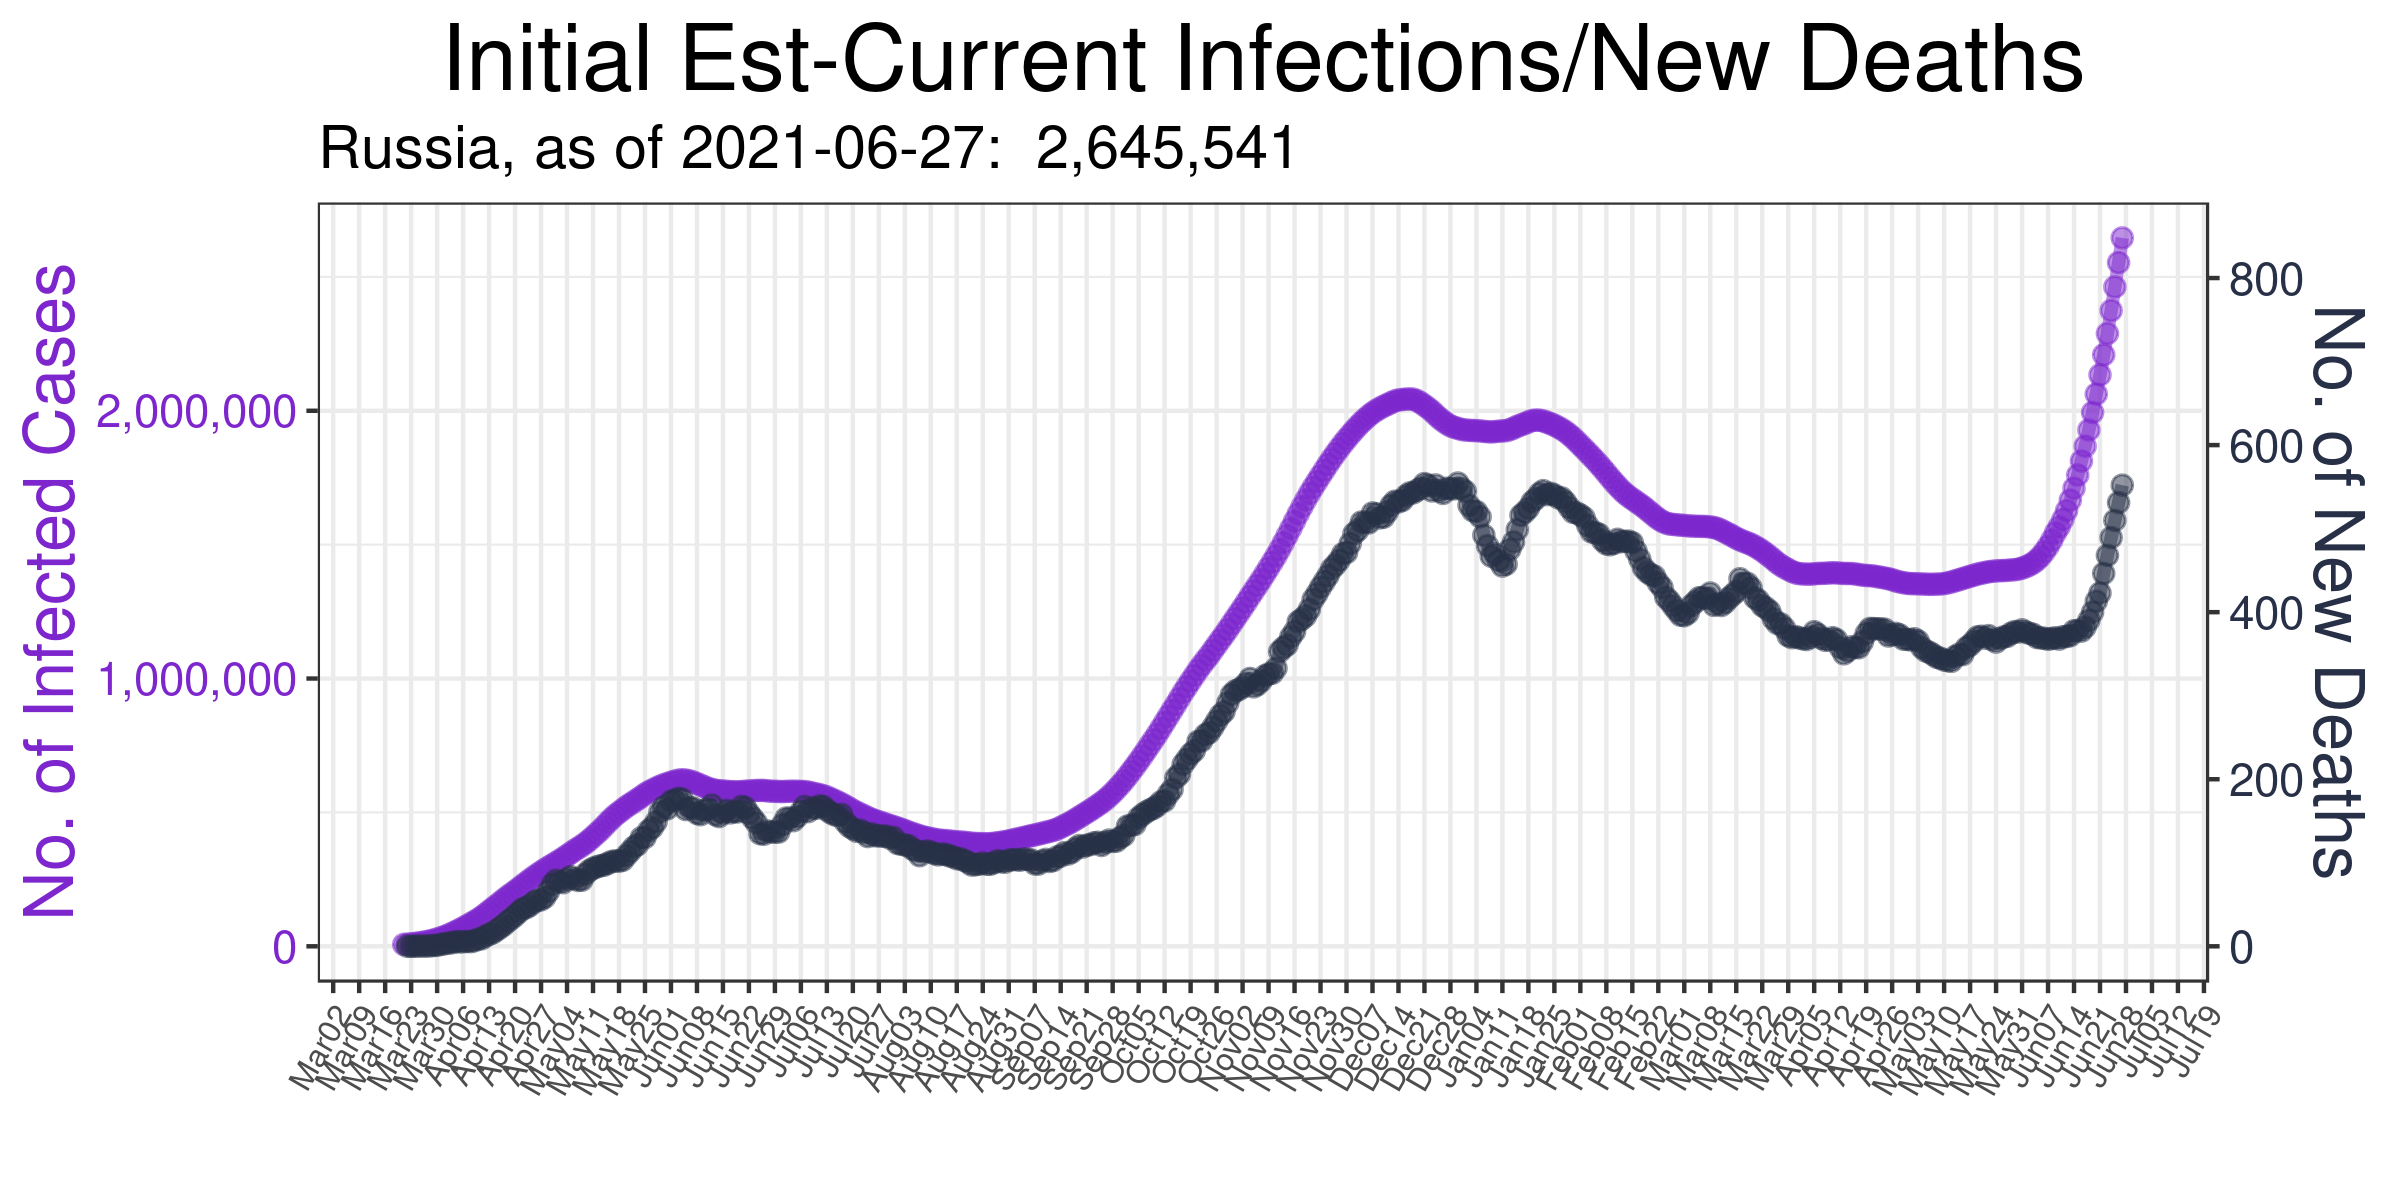 Initial Est-Current Infections/New Deaths
Russia, as of 2021-06-27: 2,645,541
No. of Infected Cases
2,000,000
1,000,000
0
800
600
400
200
0
No. of New Deaths
Mar02
Mar09
Mar16
Mar23
Mar30
Apr06
Apr13
Apr20
Apr27
May04
May11
May18
May25
Jun01
Jun08
Jun15
Jun22
Jun29
Jul06
Jul13
Jul20
Jul27
Aug03
Aug10
Aug17
Aug24
Aug31
Sep07
Sep14
Sep21
Sep28
Oct05
Oct12
Oct19
Oct26
Nov02
Nov09
Nov16
Nov23
Nov30
Dec07
Dec14
Dec21
Dec28
Jan04
Jan11
Jan18
Jan25
Feb01
Feb08
Feb15
Feb22
Mar01
Mar08
Mar15
Mar22
Mar29
Apr05
Apr12
Apr19
Apr26
May03
May10
May17
May24
May31
Jun07
Jun14
Jun21
Jun28
Jul05
Jul12
Jul19